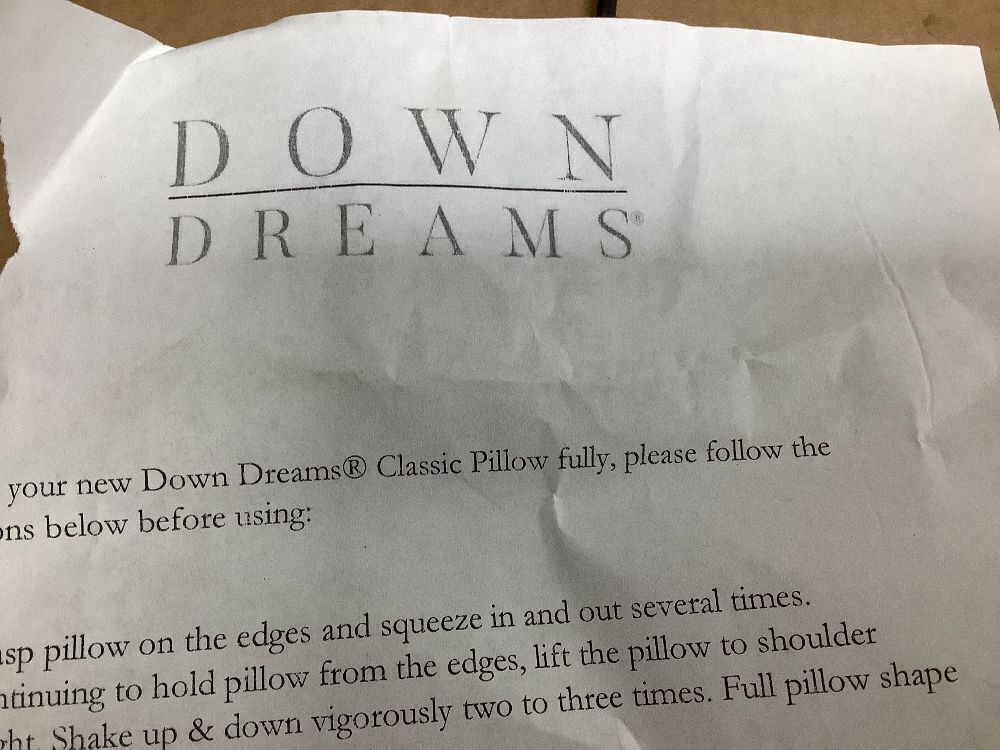 DOWN
DREAMS®
your new Down Dreams® Classic Pillow fully, please follow the
ons below before using:
asp pillow on the edges and squeeze in and out several times.
ntinuing to hold pillow from the edges, lift the pillow to shoulder
ght. Shake up & down vigorously two to three times. Full pillow shape